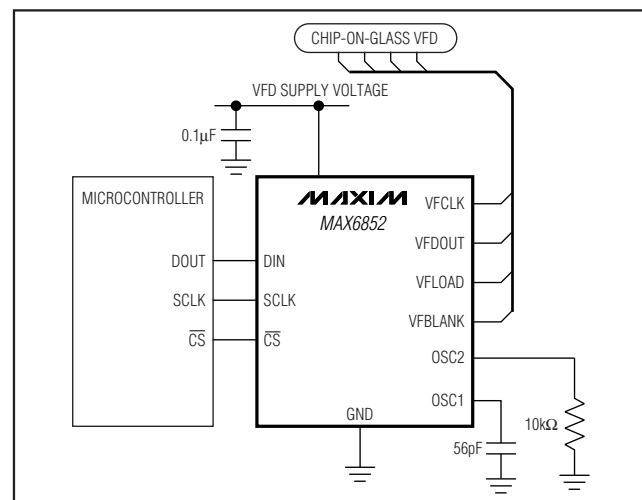 CHIP-ON-GLASS VFD
VFD SUPPLY VOLTAGE
0.1μF
MICROCONTROLLER
MAXIM
MAX6852
VFCLK
VFDOUT
DOUT
DIN
VFLOAD
SCLK
SCLK
VFBLANK
CS
CS
OSC2
OSC1
GND
10kΩ
56pF